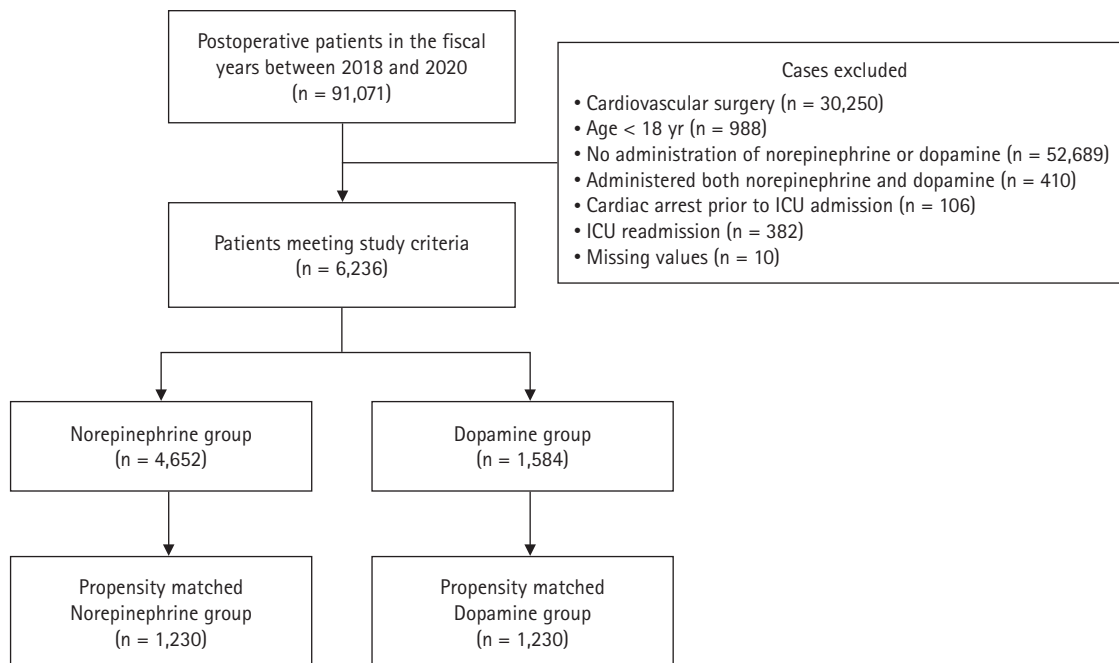 Postoperative patients in the fiscal
years between 2018 and 2020
(n = 91,071)
Cases excluded
• Cardiovascular surgery (n = 30,250)
• Age < 18 yr (n = 988)
• No administration of norepinephrine or dopamine (n = 52,689)
• Administered both norepinephrine and dopamine (n = 410)
• Cardiac arrest prior to ICU admission (n = 106)
• ICU readmission (n = 382)
• Missing values (n = 10)
Patients meeting study criteria
(n = 6,236)
Norepinephrine group
(n = 4,652)
Dopamine group
(n = 1,584)
Propensity matched
Norepinephrine group
(n = 1,230)
Propensity matched
Dopamine group
(n = 1,230)